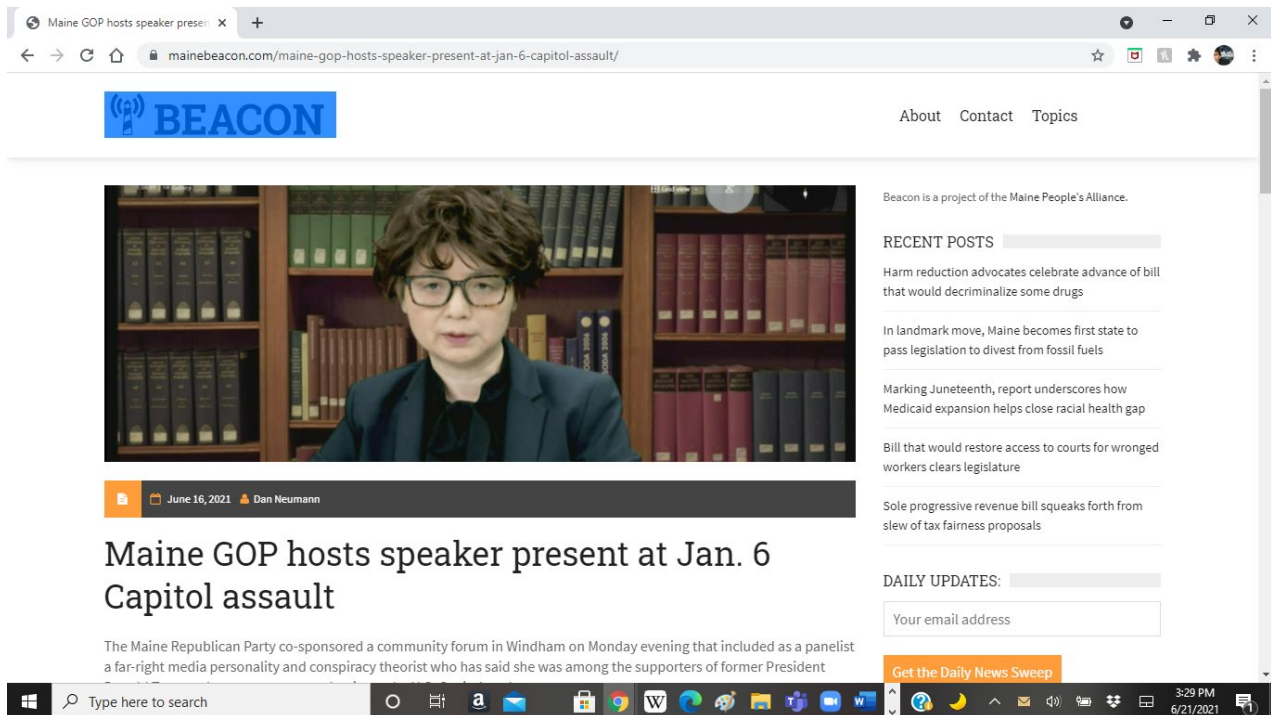 Maine GOP hosts speaker presen
mainebeacon.com/maine-gop-hosts-speaker-present-at-jan-6-capitol-assault/
BEACON
About Contact Topics
Grid view
SODA 2006
SODA 2006
June 16, 2021 Dan Neumann
Maine GOP hosts speaker present at Jan. 6
Capitol assault
The Maine Republican Party co-sponsored a community forum in Windham on Monday evening that included as a panelist
a far-right media personality and conspiracy theorist who has said she was among the supporters of former President
Beacon is a project of the Maine People's Alliance.
RECENT POSTS
Harm reduction advocates celebrate advance of bill
that would decriminalize some drugs
In landmark move, Maine becomes first state to
pass legislation to divest from fossil fuels
Marking Juneteenth, report underscores how
Medicaid expansion helps close racial health gap
Bill that would restore access to courts for wronged
workers clears legislature
Sole progressive revenue bill squeaks forth from
slew of tax fairness proposals
DAILY UPDATES:
Your email address
Get the Daily News Sweep
Type here to search
3:29 PM
6/21/2021